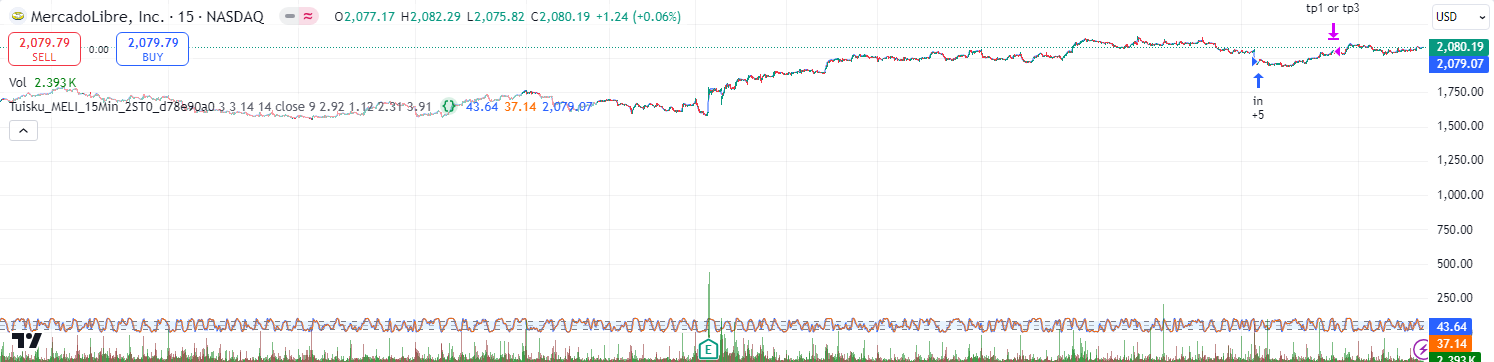 MercadoLibre, Inc. · 15 · NASDAQ
O2,077.17 H2,082.29 L2,075.82 C2,080.19 +1.24 (+0.06%)
tp1 or tp3
USD
2,079.79
SELL
0.00
2,079.79
BUY
2,080.19
2,079.07
Vol 2.393 K
Tuisku_MELI_15Min_2ST0_d78e90a0 3 3 14 14 close 9 2.92 1.12 2.31 3.91 43.64 37.14 2,079.07
1,750.00
in
+5
1,500.00
1,250.00
1,000.00
750.00
500.00
250.00
43.64
37.14
E
2.393 K